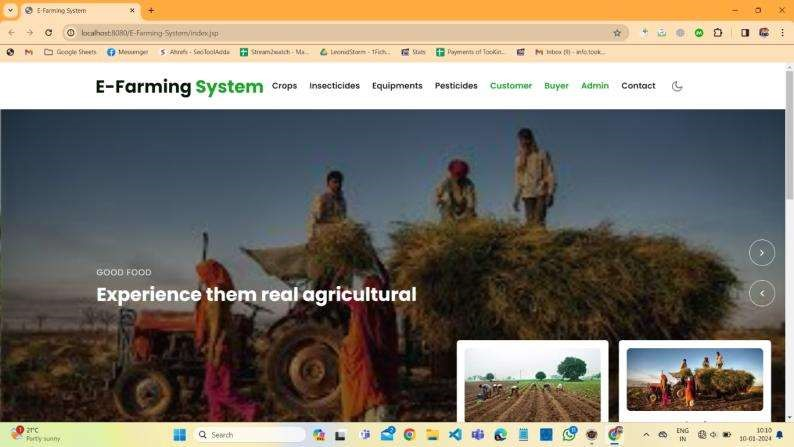 E-Farming System
localhost:8080/E-Farming-System/index.jsp
Google Sheets Messenger Ahrefs - SeoToolAdda Stream2watch - Ma... LeonidStorm - 1Fich... Stats Payments of TooKin... Inbox (9) - info.took...
E-Farming System Crops Insecticides Equipments Pesticides Customer Buyer Admin Contact
GOOD FOOD
Experience them real agricultural
21°C
Partly sunny
Search
ENG
IN
10:10
10-01-2024